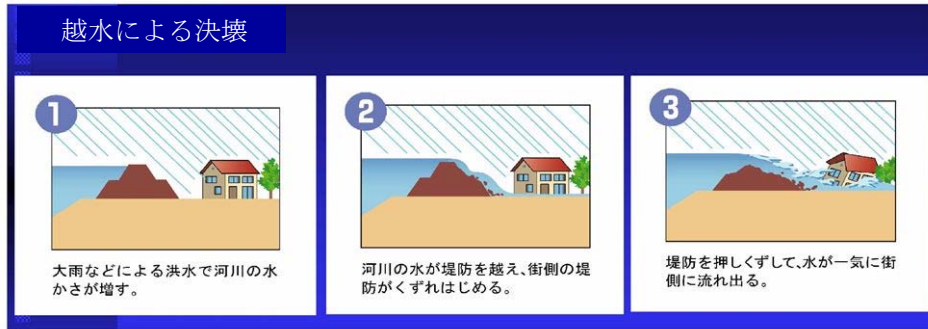 越水による決壊
1
大雨などによる洪水で河川の水
かさが増す。
2
河川の水が堤防を越え、街側の堤
防がくずれはじめる。
3
堤防を押しくずして、水が一気に街
側に流れ出る。